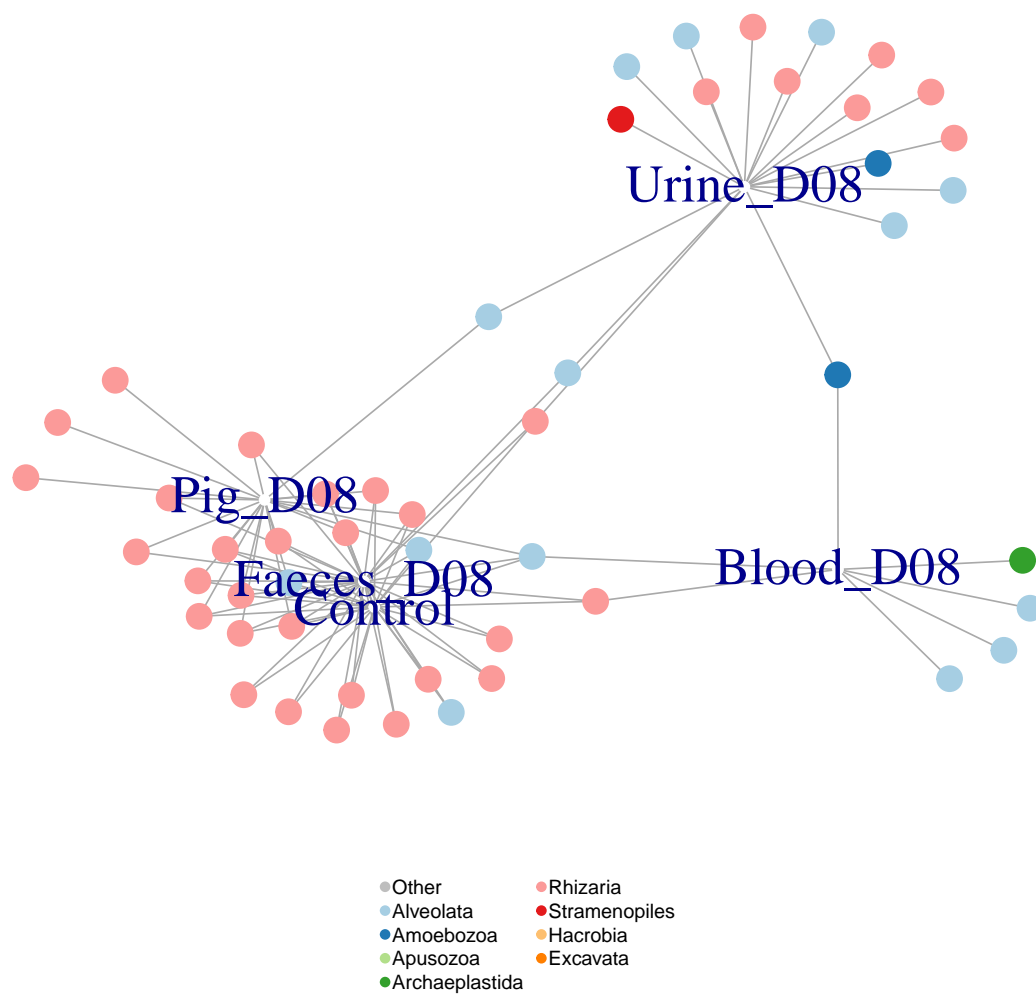 Urine_D08
Pig_D08
Faeces_D08
Blood_D08
Control
Other
Alveolata
Amoebozoa
Apusozoa
Archaeplastida
Rhizaria
Stramenopiles
Hacrobia
Excavata